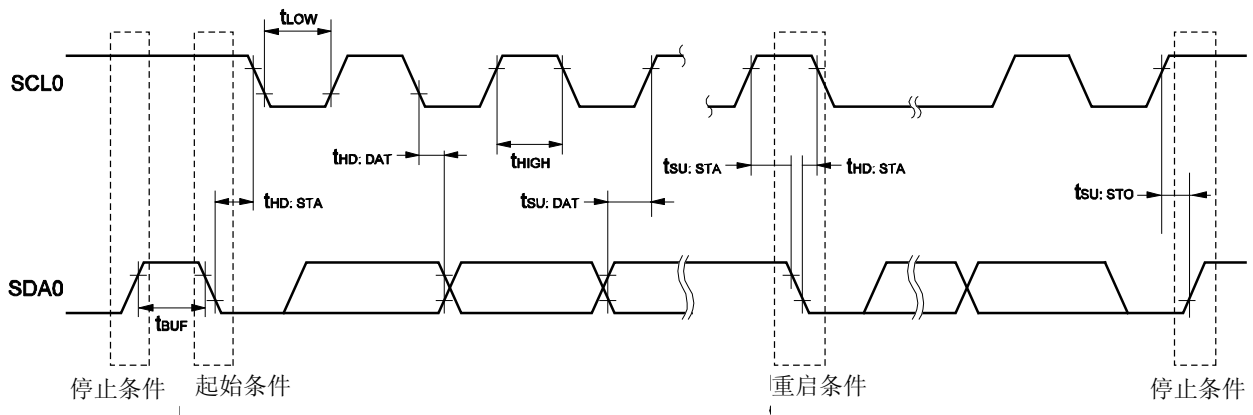 tLOW
SCL0
tHD: DAT
tHIGH
tSU: STA
tHD: STA
tHD: STA
tSU: DAT
tSU: STO
SDA0
tBUF
停止条件
起始条件
重启条件
停止条件